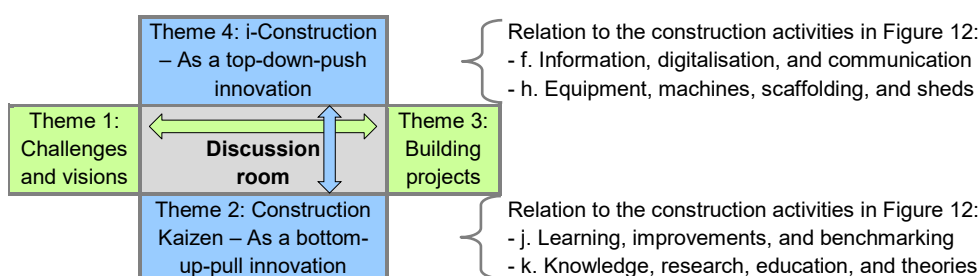 Theme 4: i-Construction
– As a top-down-push
innovation
Relation to the construction activities in Figure 12:
- f. Information, digitalisation, and communication
- h. Equipment, machines, scaffolding, and sheds
Theme 1:
Challenges
and visions
Discussion
room
Theme 3:
Building
projects
Theme 2: Construction
Kaizen – As a bottom-
up-pull innovation
Relation to the construction activities in Figure 12:
- j. Learning, improvements, and benchmarking
- k. Knowledge, research, education, and theories